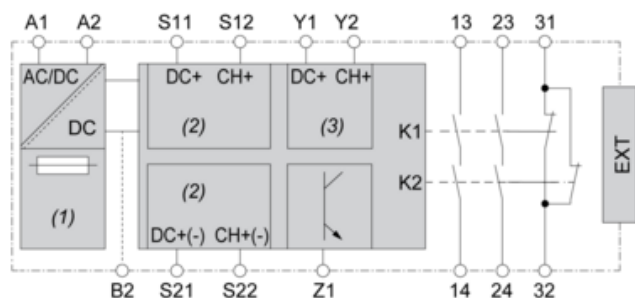 A1 A2 S11 S12 Y1 Y2 13 23 31
AC/DC DC+ CH+ DC+ CH+
DC (2) (3) K1
EXT
(1) (2) K2
DC+(-) CH+(-)
B2 S21 S22 Z1 14 24 32